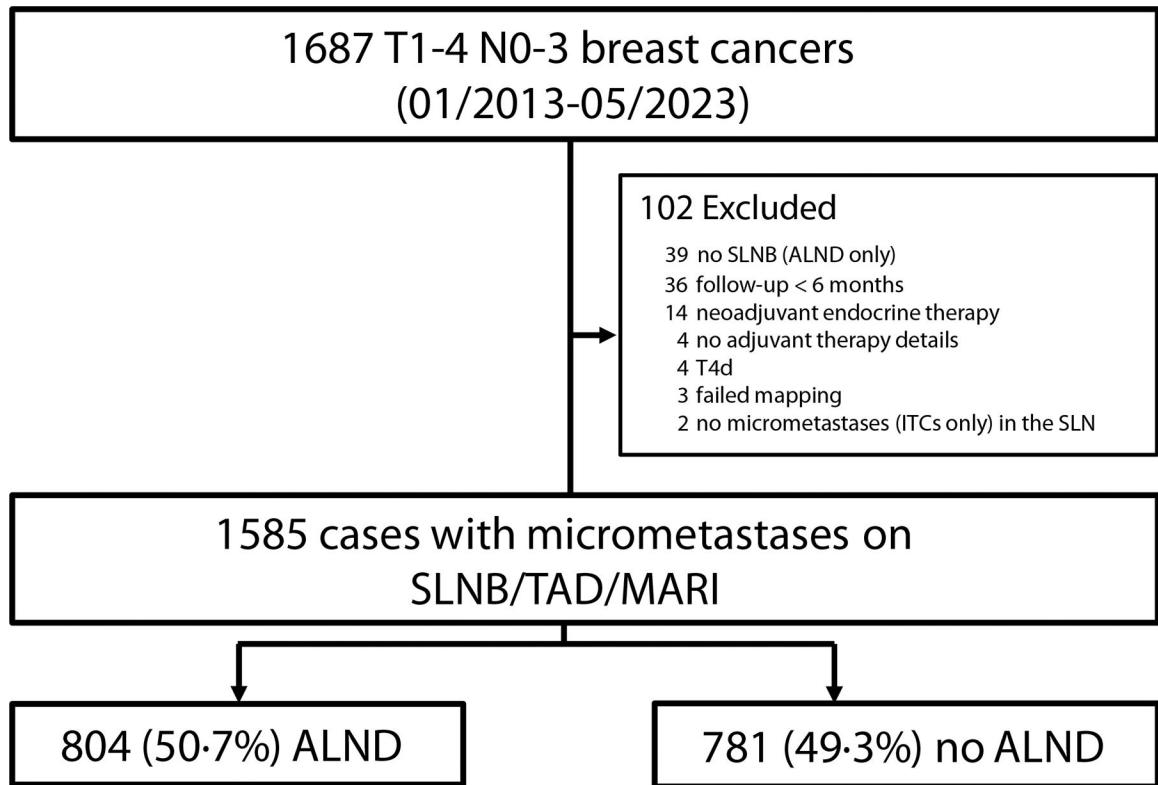 1687 T1-4 N0-3 breast cancers
(01/2013-05/2023)
102 Excluded
39 no SLNB (ALND only)
36 follow-up < 6 months
14 neoadjuvant endocrine therapy
4 no adjuvant therapy details
4 T4d
3 failed mapping
2 no micrometastases (ITCs only) in the SLN
1585 cases with micrometastases on
SLNB/TAD/MARI
804 (50·7%) ALND
781 (49·3%) no ALND